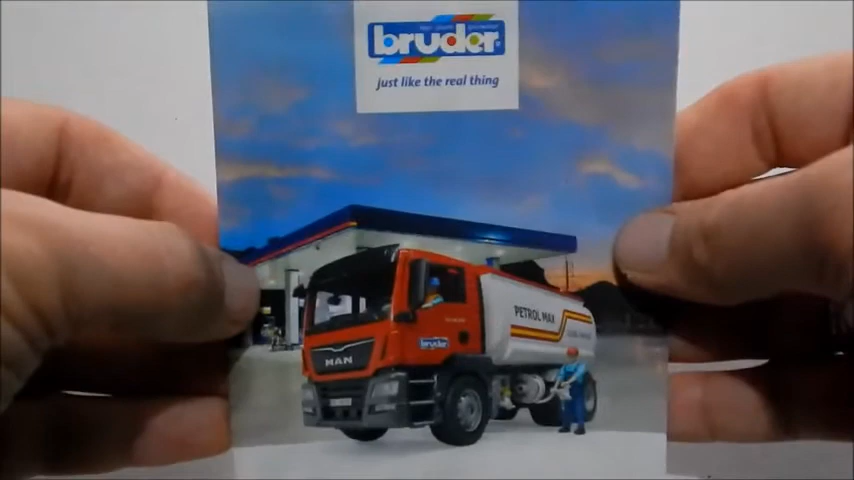 bruder
just like the real thing
PETROL MAX
MAN
bruder